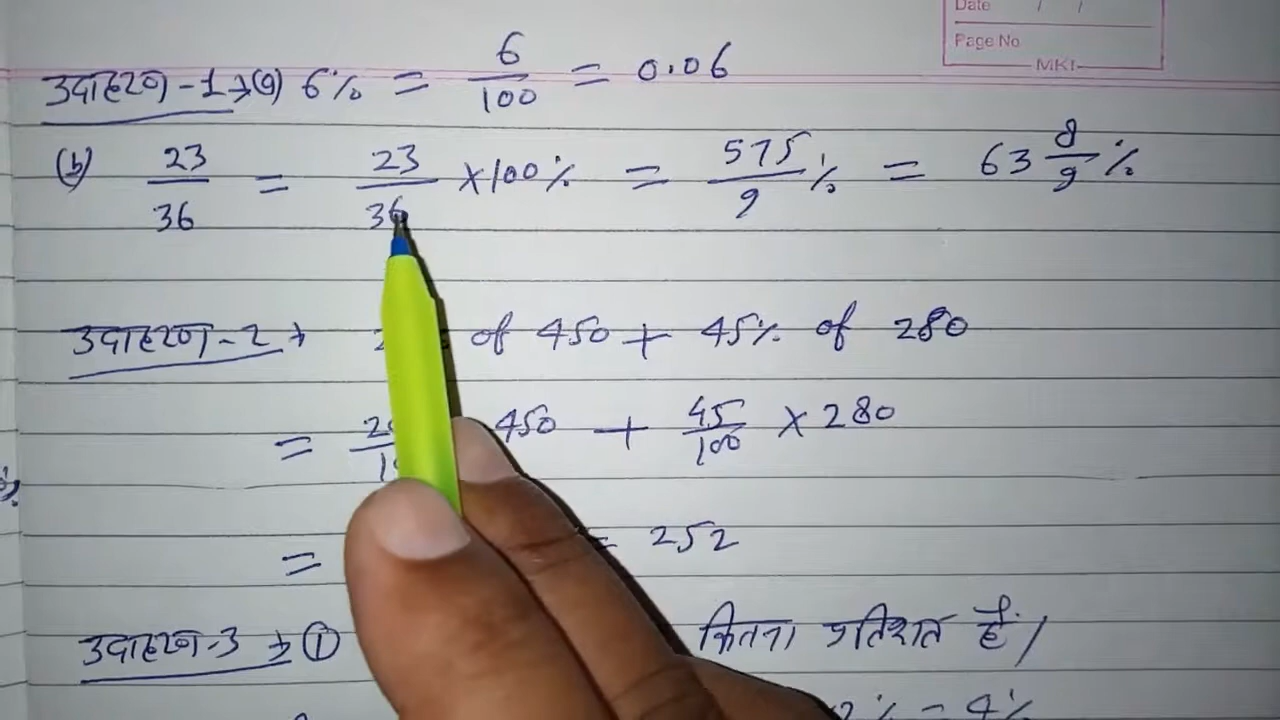 Date / /
Page No
MKI
उदाहरण-1→(a) 6% = 6/100 = 0.06
(b) 23/36 = 23/36 ×100% = 575/9 % = 63 8/9 %
उदाहरण-2→ of 450 + 45% of 280
= 450 + 45/100 × 280
= = 252
उदाहरण-3→① कितना प्रतिशत है।
% = 4%